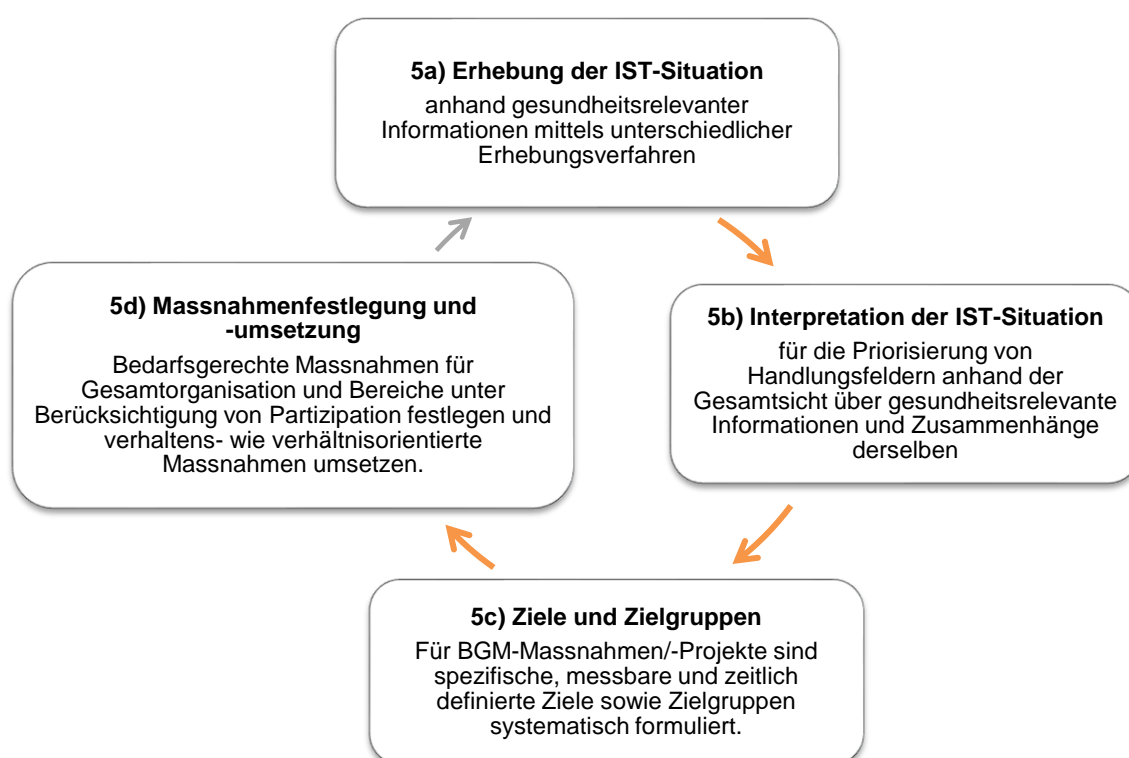 5a) Erhebung der IST-Situation
anhand gesundheitsrelevanter
Informationen mittels unterschiedlicher
Erhebungsverfahren
5b) Interpretation der IST-Situation
für die Priorisierung von
Handlungsfeldern anhand der
Gesamtsicht über gesundheitsrelevante
Informationen und Zusammenhänge
derselben
5c) Ziele und Zielgruppen
Für BGM-Massnahmen/-Projekte sind
spezifische, messbare und zeitlich
definierte Ziele sowie Zielgruppen
systematisch formuliert.
5d) Massnahmenfestlegung und
-umsetzung
Bedarfsgerechte Massnahmen für
Gesamtorganisation und Bereiche unter
Berücksichtigung von Partizipation festlegen und
verhaltens- wie verhältnisorientierte
Massnahmen umsetzen.